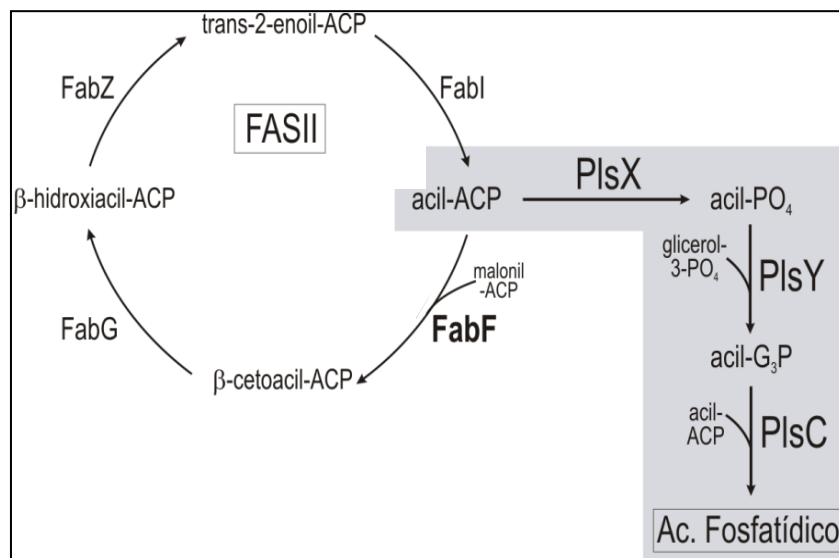 trans-2-enoil-ACP
FabZ
FabI
FASII
β-hidroxiacil-ACP
acil-ACP
PlsX
acil-PO₄
glicerol-
3-PO₄
PlsY
malonil
-ACP
FabF
FabG
β-cetoacil-ACP
acil-G₃P
acil-
ACP
PlsC
Ac. Fosfatídico